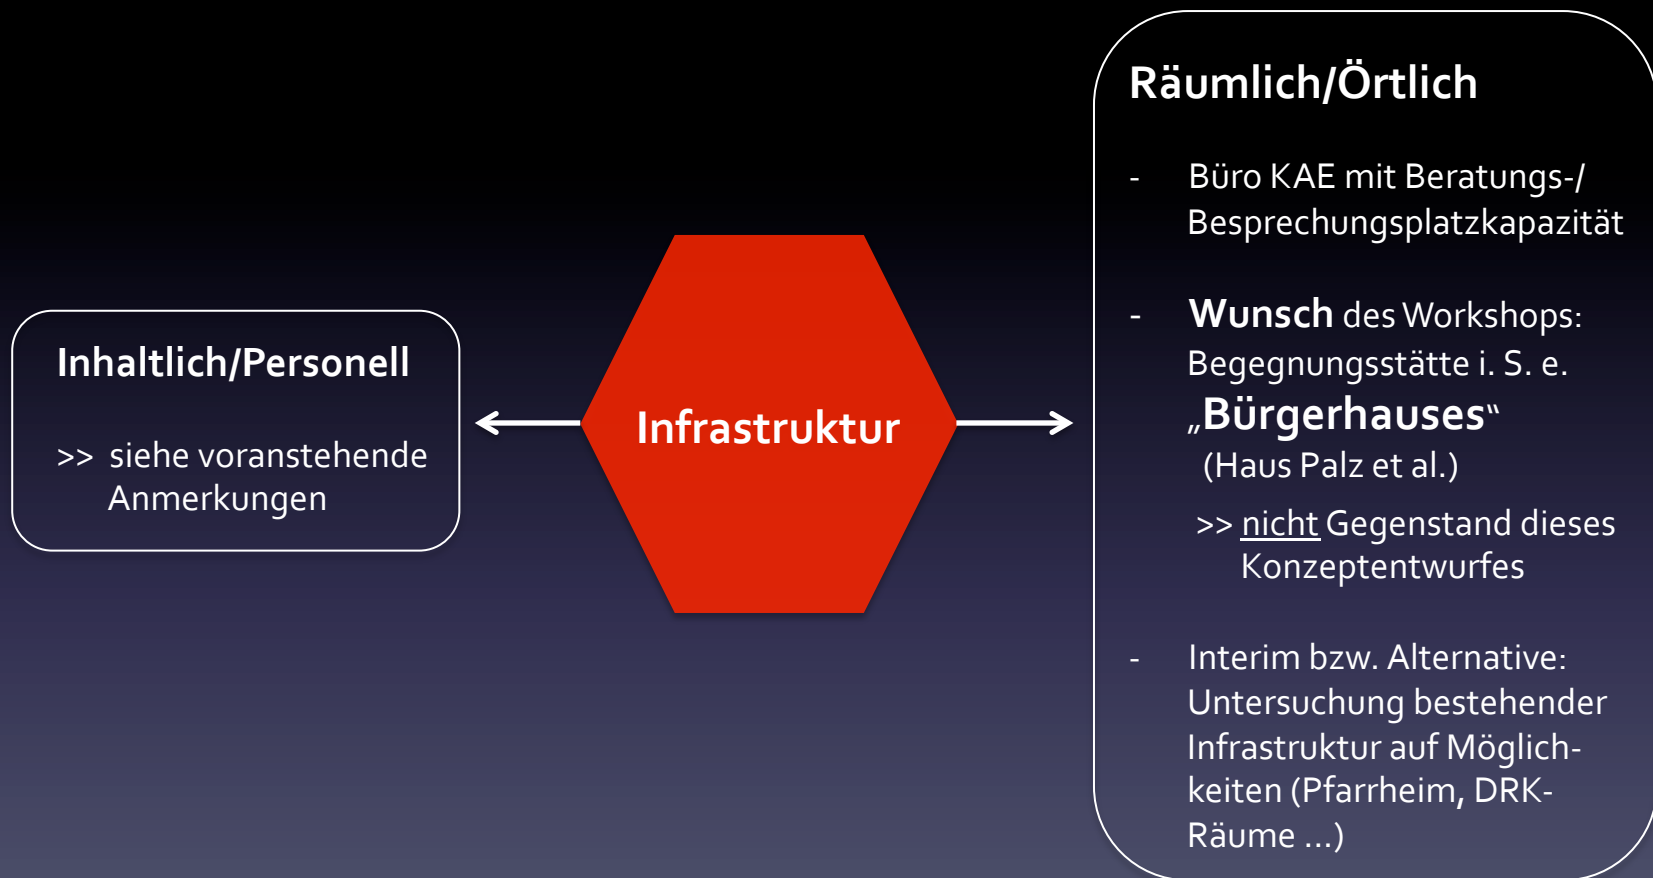 Inhaltlich/Personell
>> siehe voranstehende
Anmerkungen
Infrastruktur
Räumlich/Örtlich
- Büro KAE mit Beratungs-/
Besprechungsplatzkapazität
- Wunsch des Workshops:
Begegnungsstätte i. S. e.
„Bürgerhauses“
(Haus Palz et al.)
>> nicht Gegenstand dieses
Konzeptentwurfes
- Interim bzw. Alternative:
Untersuchung bestehender
Infrastruktur auf Möglich-
keiten (Pfarrheim, DRK-
Räume ...)